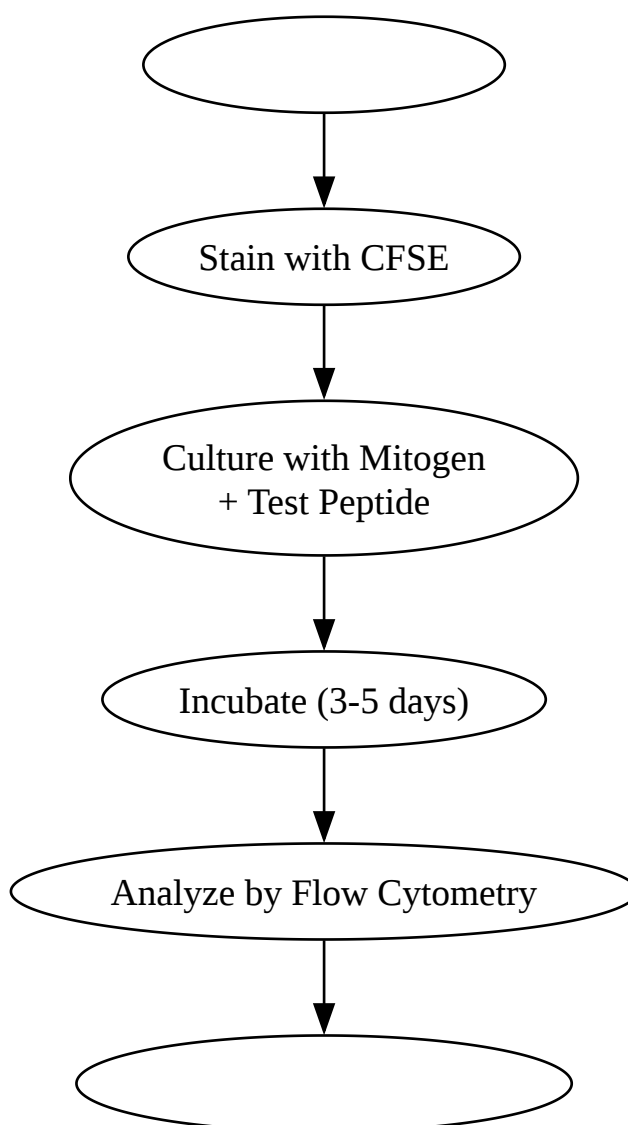 Stain with CFSE
Culture with Mitogen
+ Test Peptide
Incubate (3-5 days)
Analyze by Flow Cytometry